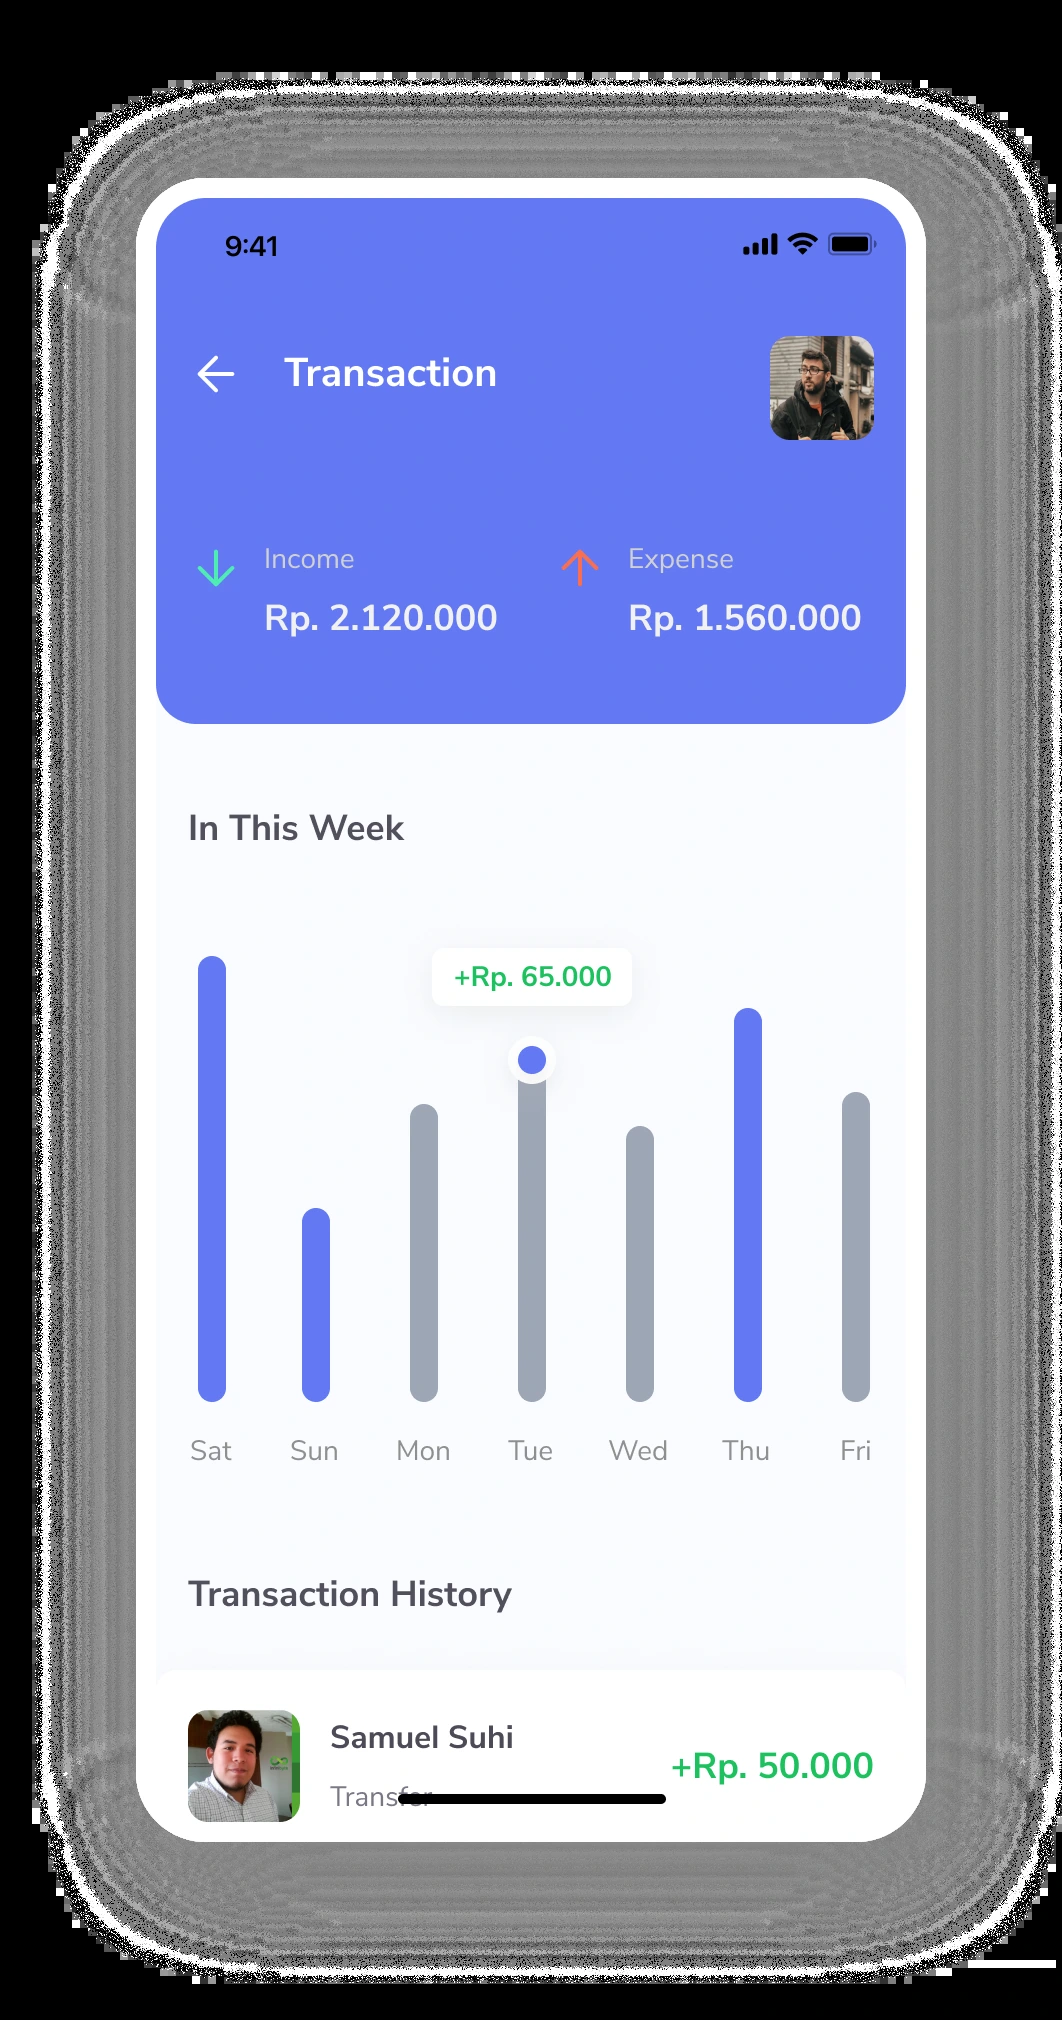 9:41
Transaction
Income
Expense
Rp. 2.120.000
Rp. 1.560.000
In This Week
+Rp. 65.000
Sat Sun Mon Tue Wed Thu Fri
Transaction History
Samuel Suhi
+Rp. 50.000
Transfer